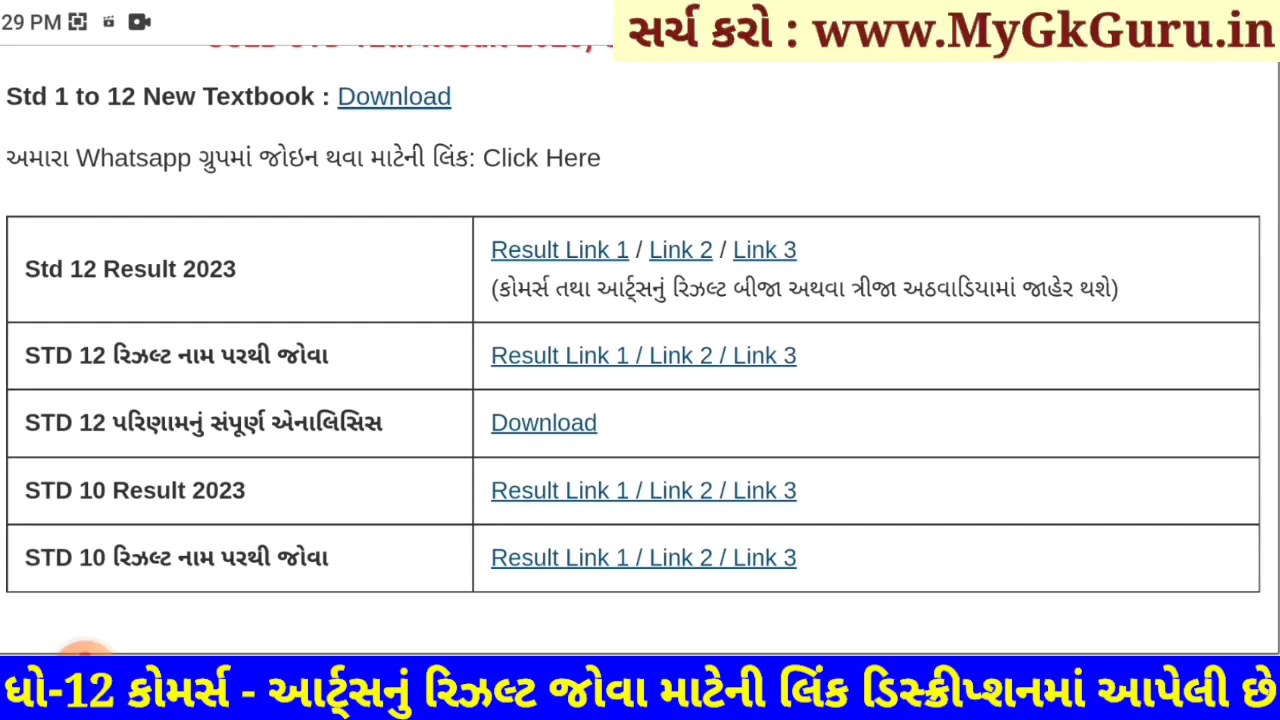 29 PM
સર્ચ કરો : www.MyGkGuru.in
Std 1 to 12 New Textbook : Download
અમારા Whatsapp ગ્રુપમાં જોઇન થવા માટેની લિંક: Click Here
Std 12 Result 2023
Result Link 1 / Link 2 / Link 3
(કોમર્સ તથા આર્ટ્સનું રિઝલ્ટ બીજા અથવા ત્રીજા અઠવાડિયામાં જાહેર થશે)
STD 12 રિઝલ્ટ નામ પરથી જોવા
Result Link 1 / Link 2 / Link 3
STD 12 પરિણામનું સંપૂર્ણ એનાલિસિસ
Download
STD 10 Result 2023
Result Link 1 / Link 2 / Link 3
STD 10 રિઝલ્ટ નામ પરથી જોવા
Result Link 1 / Link 2 / Link 3
ધો-12 કોમર્સ - આર્ટ્સનું રિઝલ્ટ જોવા માટેની લિંક ડિસ્ક્રીપ્શનમાં આપેલી છે